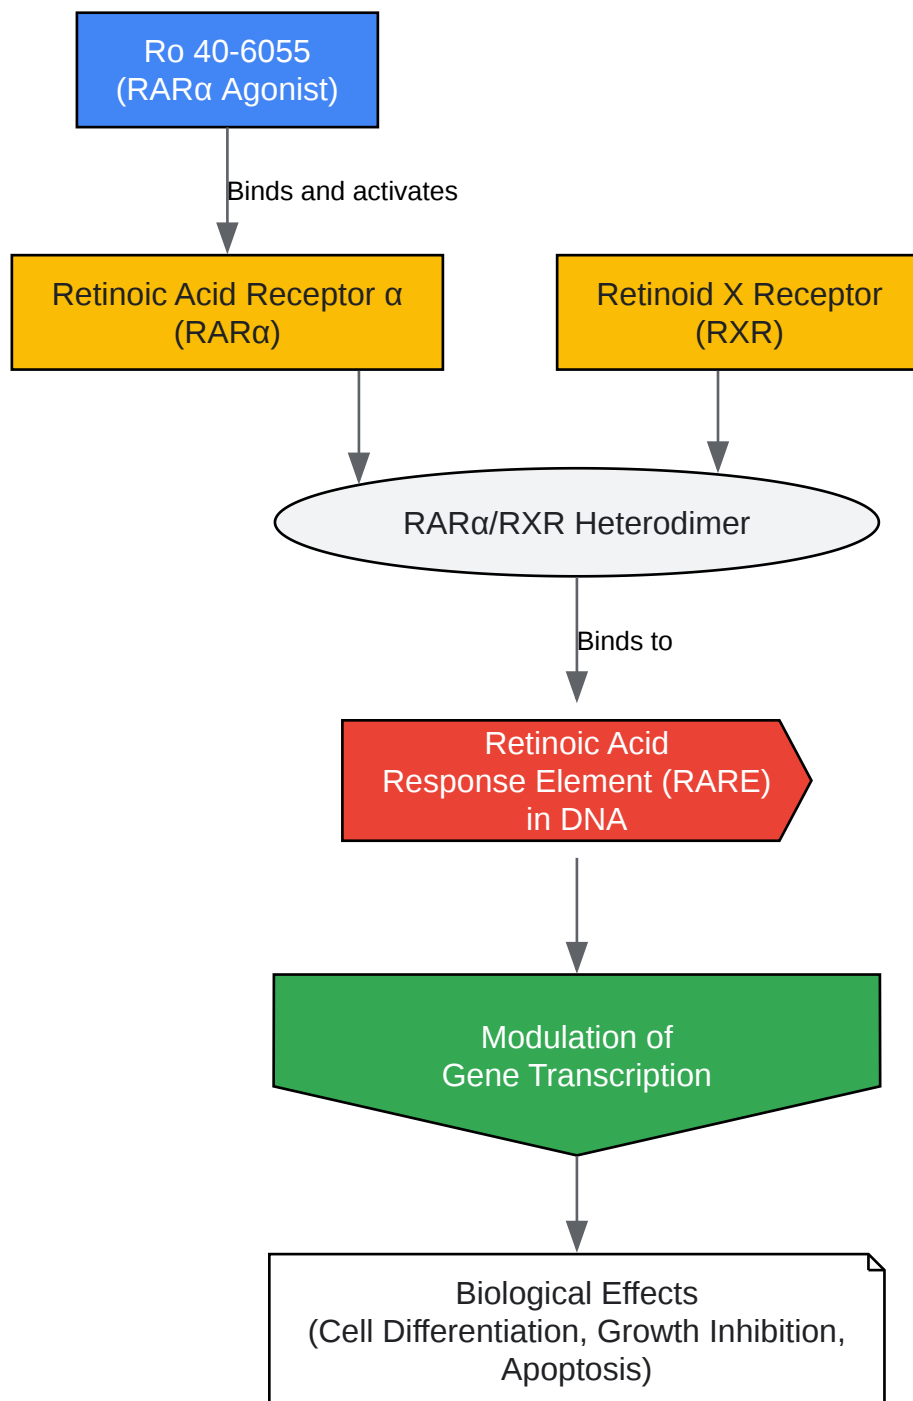 Ro 40-6055
(RARα Agonist)
Binds and activates
Retinoic Acid Receptor α
(RARα)
Retinoid X Receptor
(RXR)
RARα/RXR Heterodimer
Binds to
Retinoic Acid
Response Element (RARE)
in DNA
Modulation of
Gene Transcription
Biological Effects
(Cell Differentiation, Growth Inhibition,
Apoptosis)